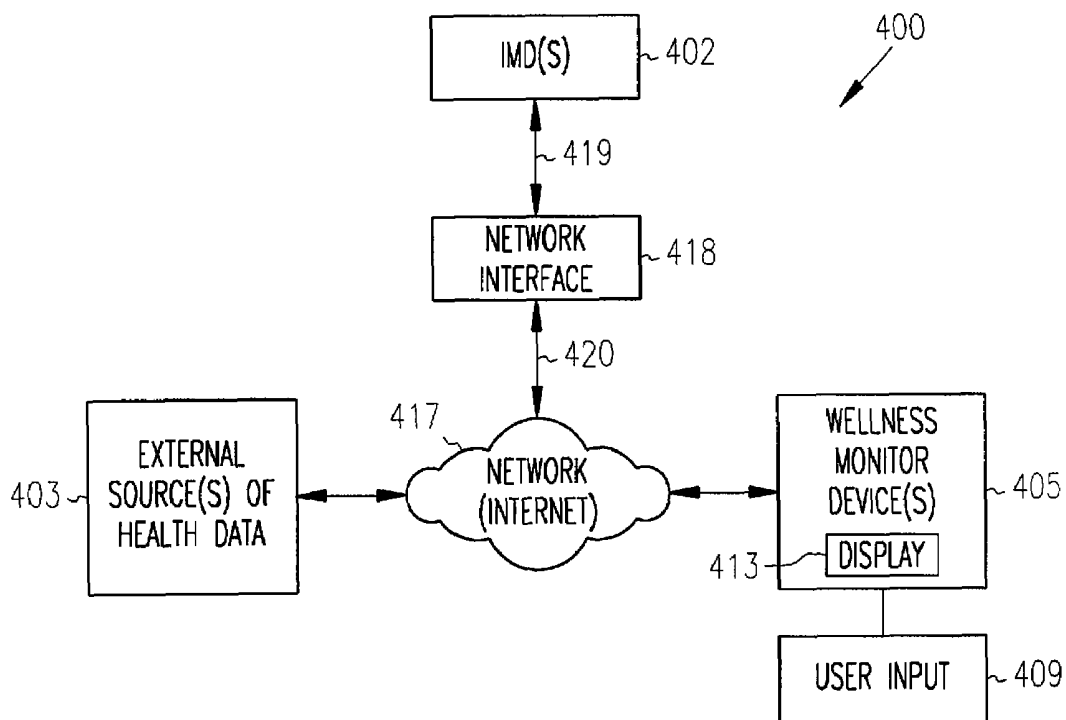 400
IMD(S)
402
419
NETWORK
INTERFACE
418
420
417
NETWORK
(INTERNET)
EXTERNAL
SOURCE(S) OF
HEALTH DATA
403
WELLNESS
MONITOR
DEVICE(S)
405
413
DISPLAY
USER INPUT
409